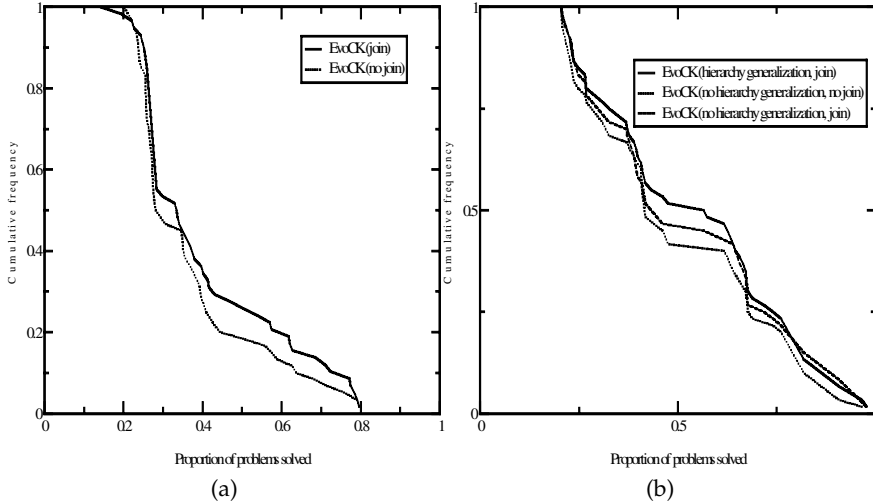 1
0.8
0.6
0.4
0.2
0
0
0.2
0.4
0.6
0.8
1
Cumulative frequency
Proportion of problems solved
EvoCK(join)
EvoCK(no join)
(a)
1
0.5
0
0
0.5
Cumulative frequency
Proportion of problems solved
EvoCK(hierarchy generalization, join)
EvoCK(no hierarchy generalization, no join)
EvoCK(no hierarchy generalization, join)
(b)